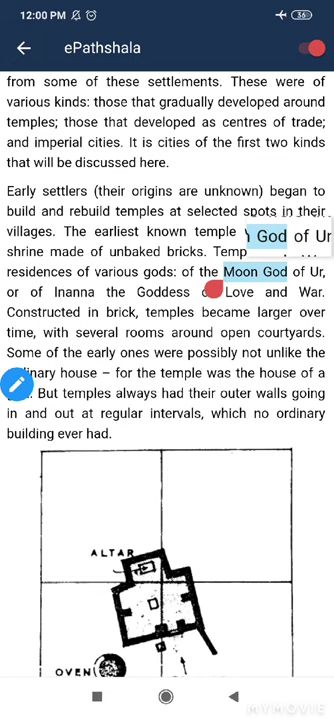 12:00 PM
36
ePathshala
from some of these settlements. These were of
various kinds: those that gradually developed around
temples; those that developed as centres of trade;
and imperial cities. It is cities of the first two kinds
that will be discussed here.
Early settlers (their origins are unknown) began to
build and rebuild temples at selected spots in their
villages. The earliest known temple
God of Ur
shrine made of unbaked bricks. Temp
residences of various gods: of the Moon God of Ur,
or of Inanna the Goddess Love and War.
Constructed in brick, temples became larger over
time, with several rooms around open courtyards.
Some of the early ones were possibly not unlike the
inary house – for the temple was the house of a
But temples always had their outer walls going
in and out at regular intervals, which no ordinary
building ever had.
ALTAR
OVEN
MYMOVIE